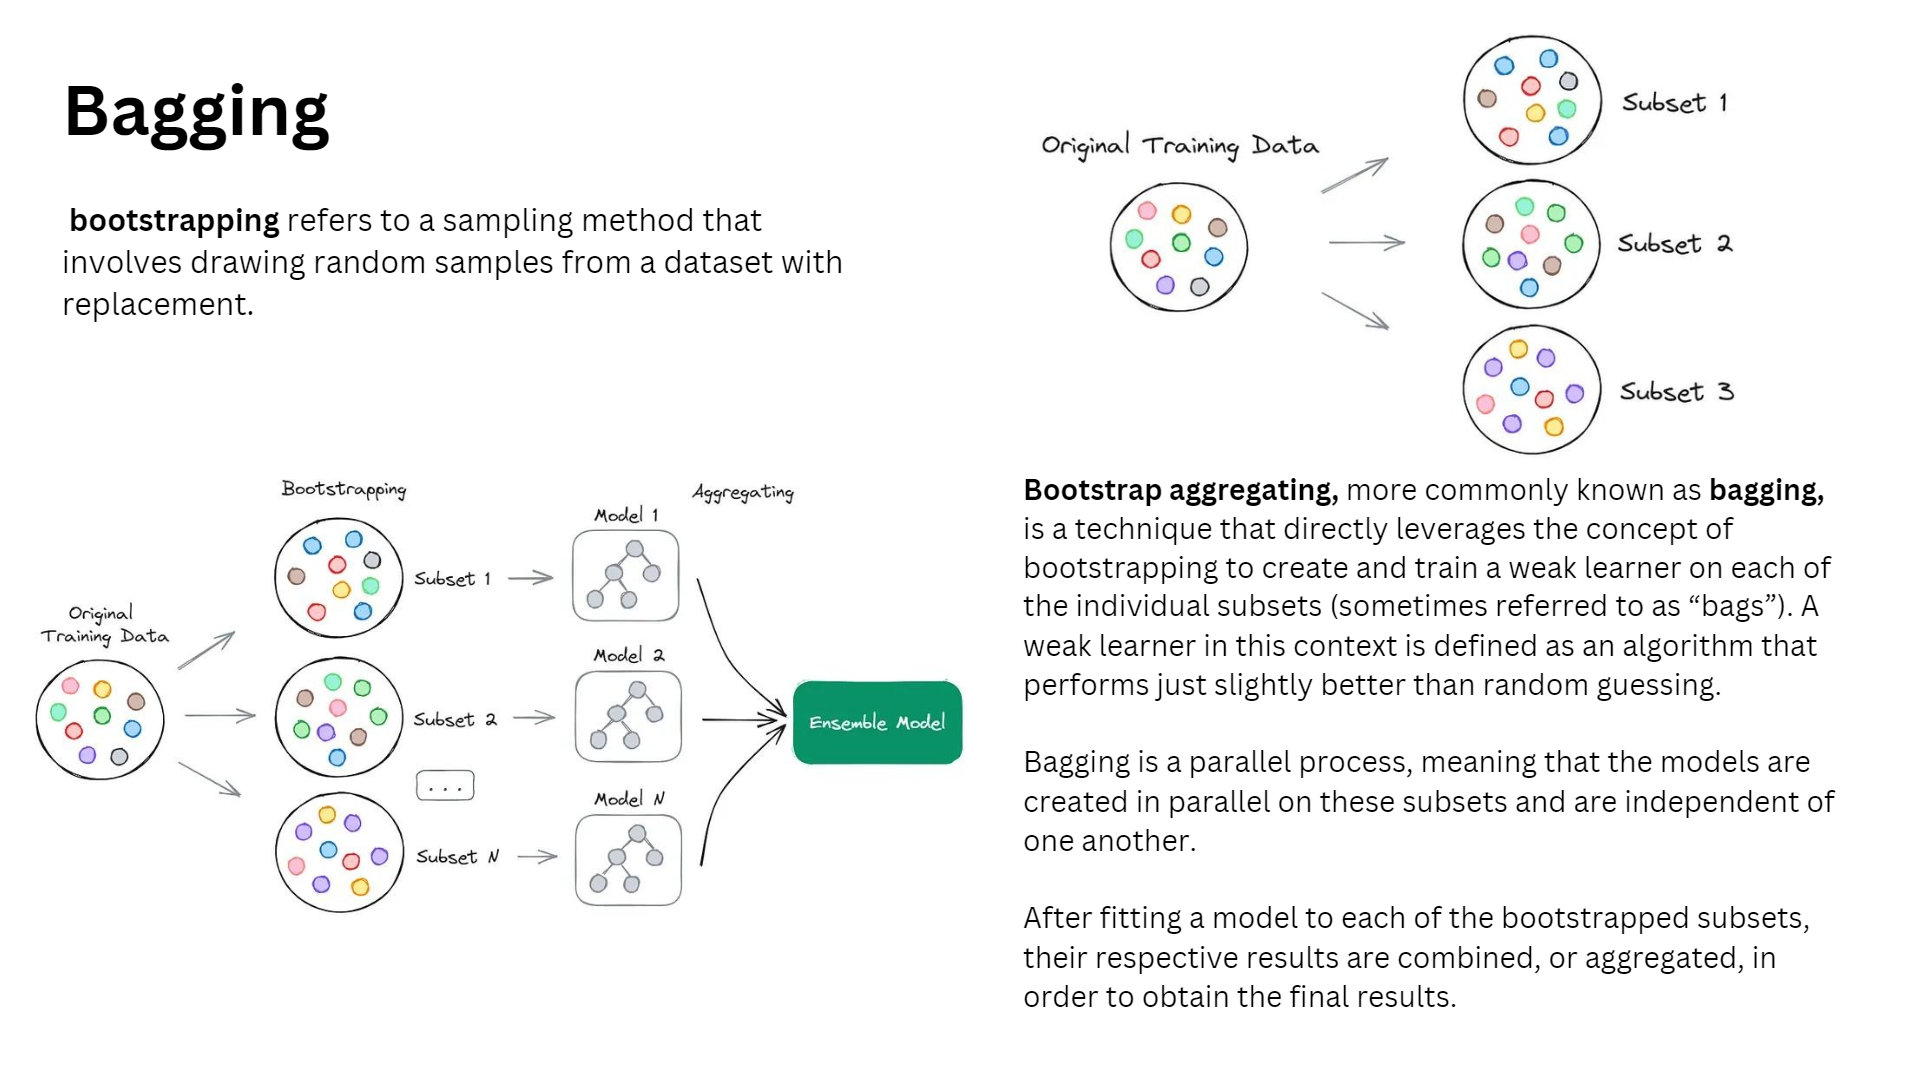 Bagging
bootstrapping refers to a sampling method that
involves drawing random samples from a dataset with
replacement.
Original Training Data
Subset 1
Subset 2
Subset 3
Bootstrapping
Aggregating
Original
Training Data
Subset 1
Model 1
Subset 2
Model 2
...
Subset N
Model N
Ensemble Model
Bootstrap aggregating, more commonly known as bagging,
is a technique that directly leverages the concept of
bootstrapping to create and train a weak learner on each of
the individual subsets (sometimes referred to as “bags”). A
weak learner in this context is defined as an algorithm that
performs just slightly better than random guessing.
Bagging is a parallel process, meaning that the models are
created in parallel on these subsets and are independent of
one another.
After fitting a model to each of the bootstrapped subsets,
their respective results are combined, or aggregated, in
order to obtain the final results.